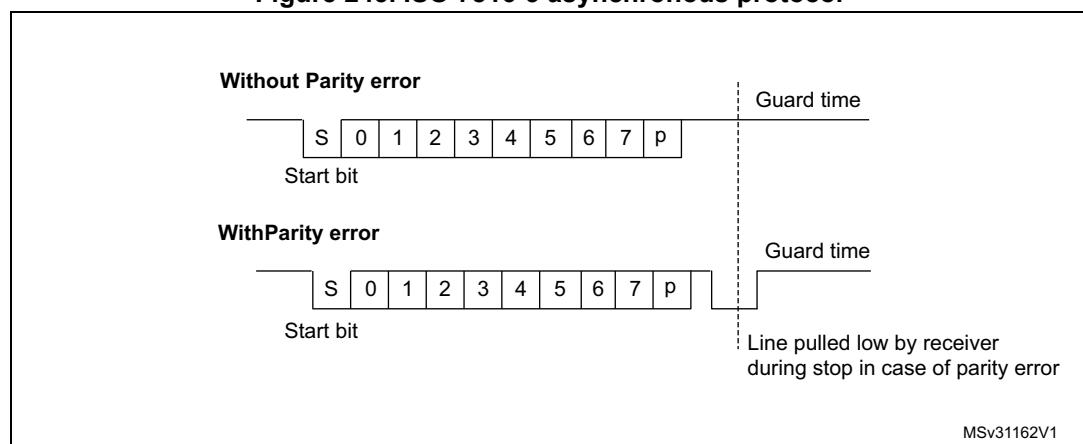 Without Parity error
Guard time
S 0 1 2 3 4 5 6 7 p
Start bit
WithParity error
Guard time
S 0 1 2 3 4 5 6 7 p
Start bit
Line pulled low by receiver
during stop in case of parity error
MSv31162V1